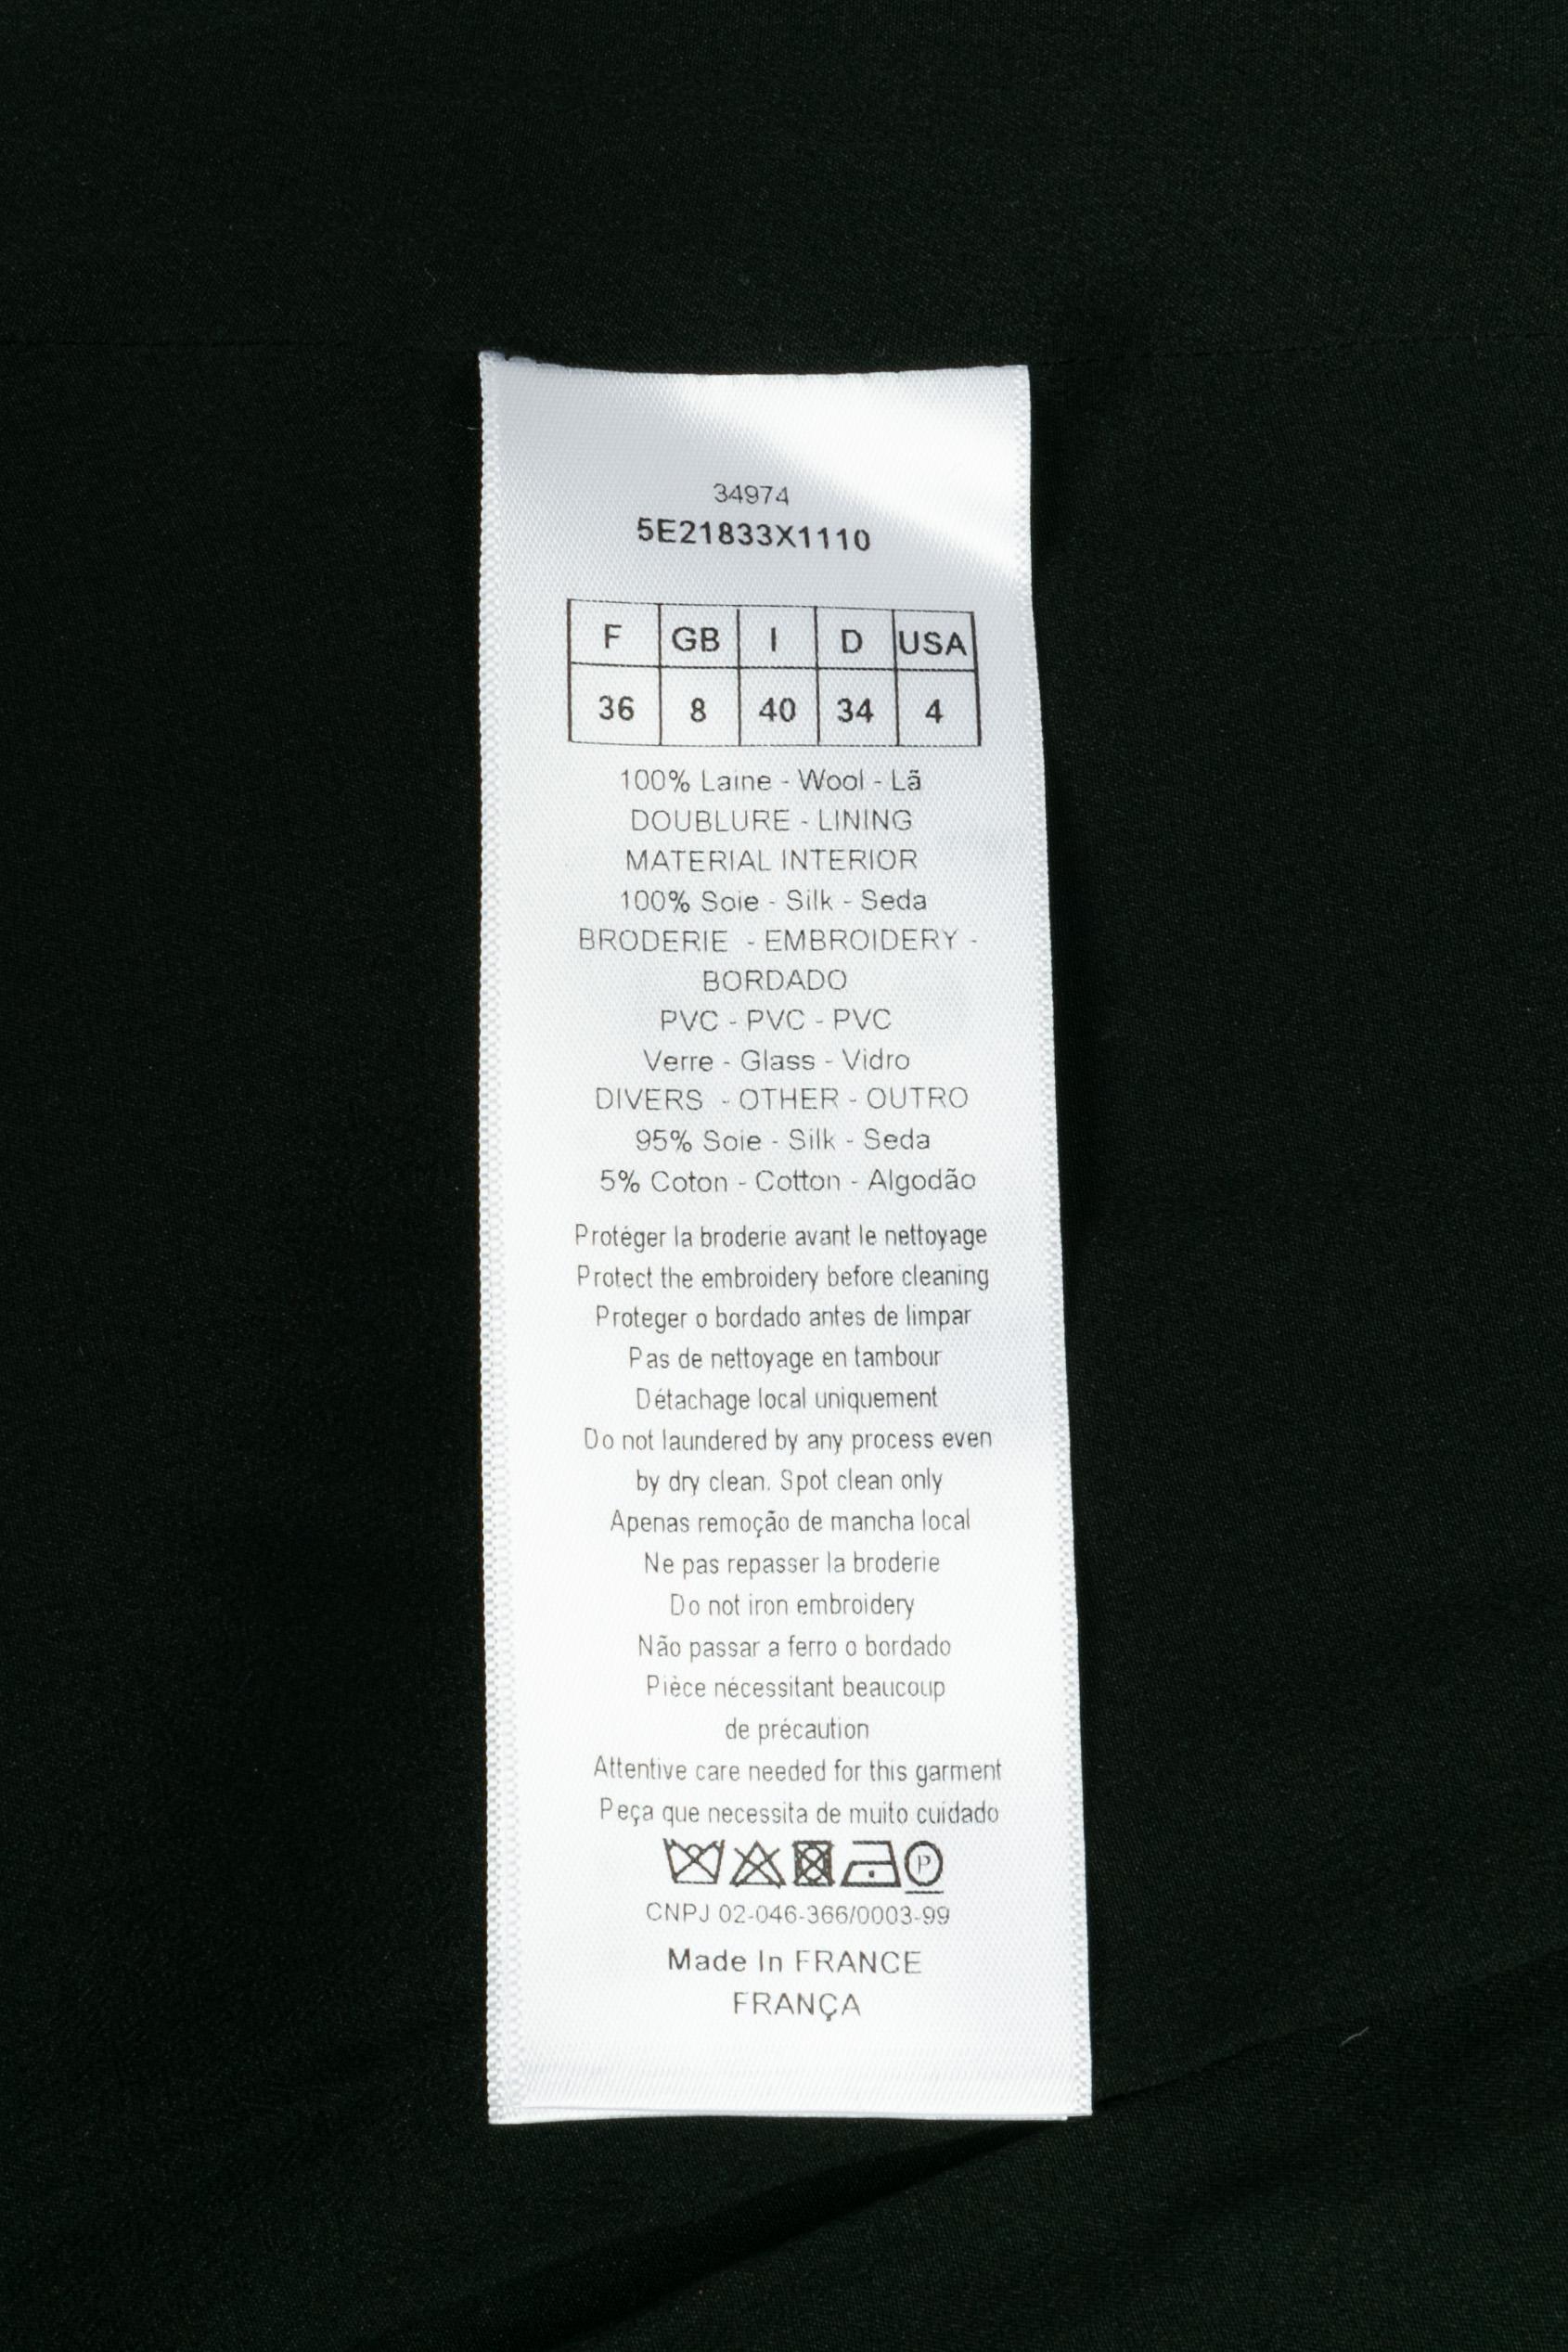 34974
5E21833X1110
F GB I D USA
36 8 40 34 4
100% Laine - Wool - Lã
DOUBLURE - LINING
MATERIAL INTERIOR
100% Soie - Silk - Seda
BRODERIE - EMBROIDERY -
BORDADO
PVC - PVC - PVC
Verre - Glass - Vidro
DIVERS - OTHER - OUTRO
95% Soie - Silk - Seda
5% Coton - Cotton - Algodão
Protéger la broderie avant le nettoyage
Protect the embroidery before cleaning
Proteger o bordado antes de limpar
Pas de nettoyage en tambour
Détachage local uniquement
Do not laundered by any process even
by dry clean. Spot clean only
Apenas remoção de mancha local
Ne pas repasser la broderie
Do not iron embroidery
Não passar a ferro o bordado
Pièce nécessitant beaucoup
de précaution
Attentive care needed for this garment
Peça que necessita de muito cuidado
P
CNPJ 02-046-366/0003-99
Made In FRANCE
FRANÇA